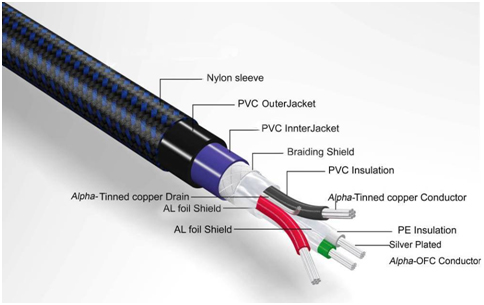 Nylon sleeve
PVC OuterJacket
PVC InnterJacket
Braiding Shield
PVC Insulation
Alpha-Tinned copper Drain
Alpha-Tinned copper Conductor
AL foil Shield
AL foil Shield
PE Insulation
Silver Plated
Alpha-OFC Conductor